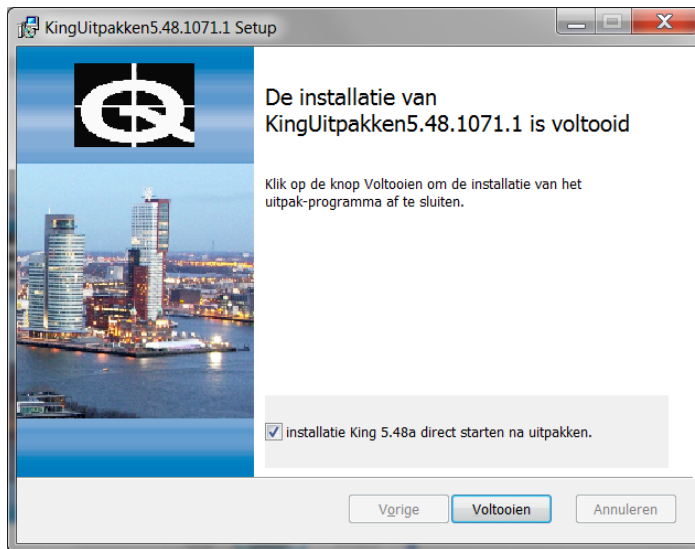 KingUitpakken5.48.1071.1 Setup
De installatie van
KingUitpakken5.48.1071.1 is voltooid
Klik op de knop Voltooien om de installatie van het
uitpak-programma af te sluiten.
installatie King 5.48a direct starten na uitpakken.
Vorige
Voltooien
Annuleren